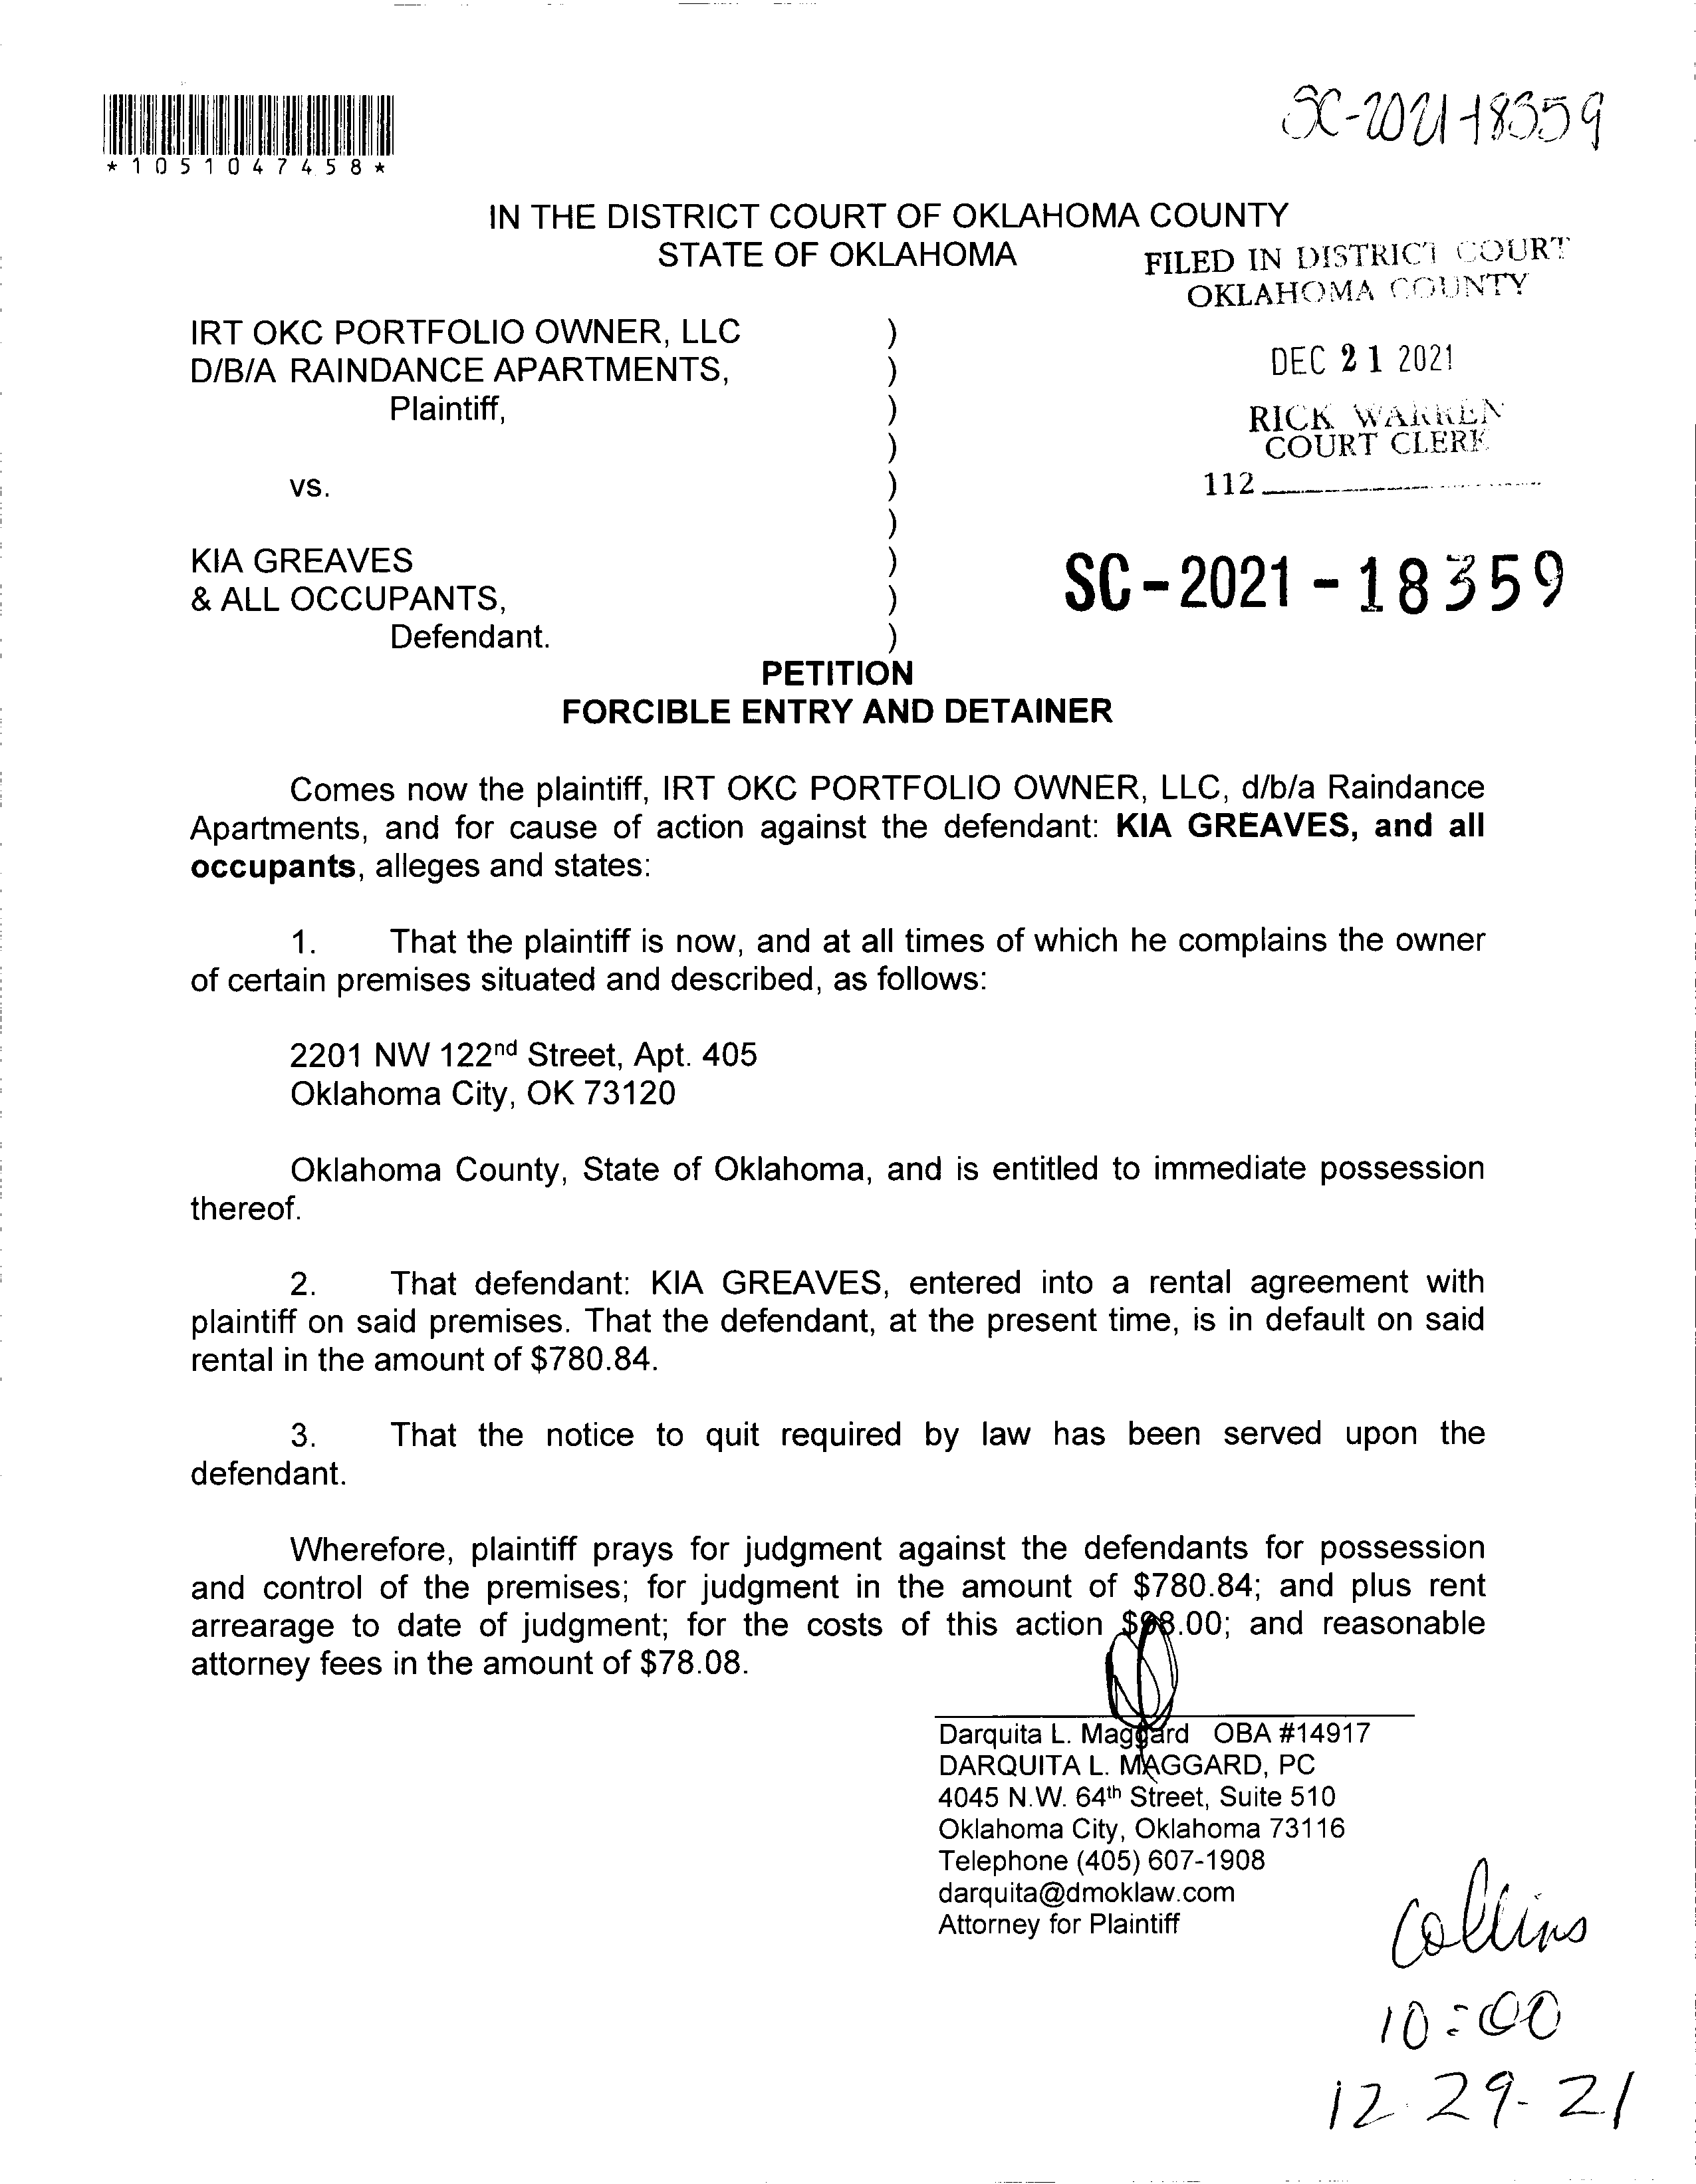 SC-2021-18359
*1051047458*
IN THE DISTRICT COURT OF OKLAHOMA COUNTY
STATE OF OKLAHOMA
FILED IN DISTRICT COURT
OKLAHOMA COUNTY
IRT OKC PORTFOLIO OWNER, LLC )
D/B/A RAINDANCE APARTMENTS, )
DEC 21 2021
Plaintiff, )
RICK WARREN
COURT CLERK
)
vs. )
112
)
KIA GREAVES )
& ALL OCCUPANTS, )
SC-2021-18359
Defendant. )
PETITION
FORCIBLE ENTRY AND DETAINER
Comes now the plaintiff, IRT OKC PORTFOLIO OWNER, LLC, d/b/a Raindance
Apartments, and for cause of action against the defendant: KIA GREAVES, and all
occupants, alleges and states:
1. That the plaintiff is now, and at all times of which he complains the owner
of certain premises situated and described, as follows:
2201 NW 122nd Street, Apt. 405
Oklahoma City, OK 73120
Oklahoma County, State of Oklahoma, and is entitled to immediate possession
thereof.
2. That defendant: KIA GREAVES, entered into a rental agreement with
plaintiff on said premises. That the defendant, at the present time, is in default on said
rental in the amount of $780.84.
3. That the notice to quit required by law has been served upon the
defendant.
Wherefore, plaintiff prays for judgment against the defendants for possession
and control of the premises; for judgment in the amount of $780.84; and plus rent
arrearage to date of judgment; for the costs of this action and reasonable
attorney fees in the amount of $78.08.
Darquita L. Maggard OBA #14917
DARQUITA L. MAGGARD, PC
4045 N.W. 64th Street, Suite 510
Oklahoma City, Oklahoma 73116
Telephone (405) 607-1908
darquita@dmoklaw.com
Attorney for Plaintiff
Collins
10:00
12-29-21